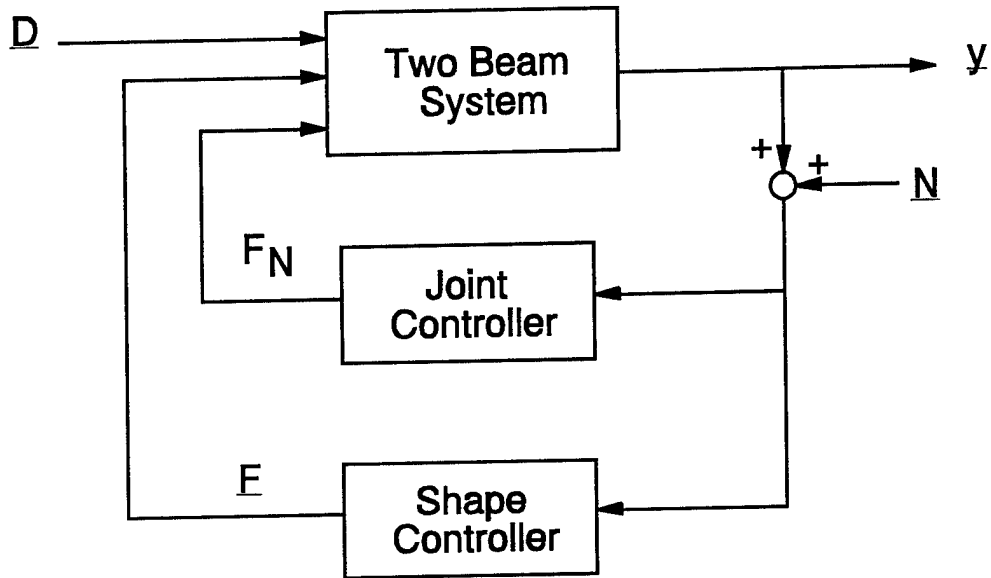 D
Two Beam
System
y
+
+
N
F_N
Joint
Controller
F
Shape
Controller